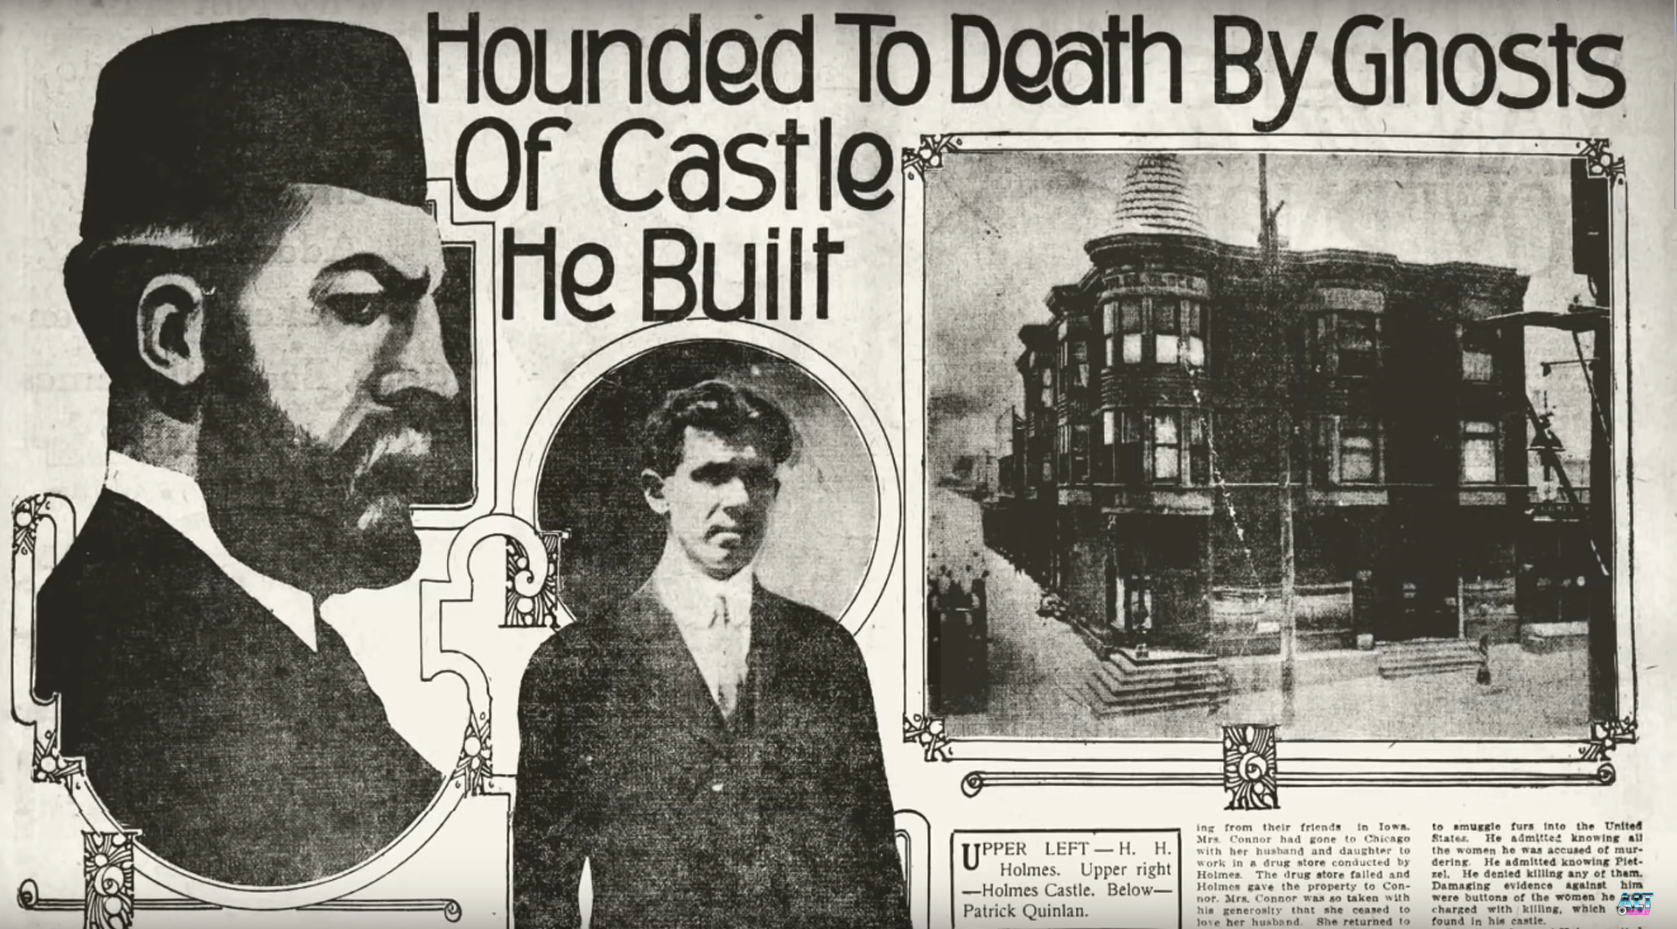 Hounded To Death By Ghosts
Of Castle
He Built
UPPER LEFT — H. H.
Holmes. Upper right
—Holmes Castle. Below—
Patrick Quinlan.
ing from their friends in Iowa.
Mrs. Connor had gone to Chicago
with her husband and daughter to
work in a drug store conducted by
Holmes. The drug store failed and
Holmes gave the property to Con-
nor. Mrs. Connor was so taken with
his generosity that she ceased to
love her husband. She returned to
to smuggle furs into the United
States. He admitted knowing all
the women he was accused of mur-
dering. He admitted knowing Piet-
zel. He denied killing any of them.
Damaging evidence against him
were buttons of the women he
charged with killing, which
found in his castle.